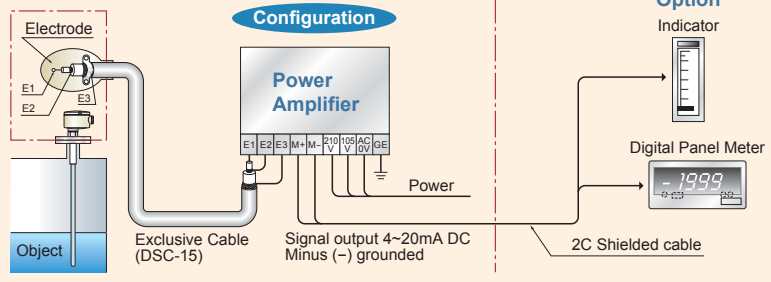 Configuration
Option
Electrode
E1
E2
E3
Object
Exclusive Cable
(DSC-15)
Power
Amplifier
E1 E2 E3 M+ M− 210 V 105 V AC 0V GE
Power
Signal output 4~20mA DC
Minus (−) grounded
Indicator
Digital Panel Meter
-1999
2C Shielded cable